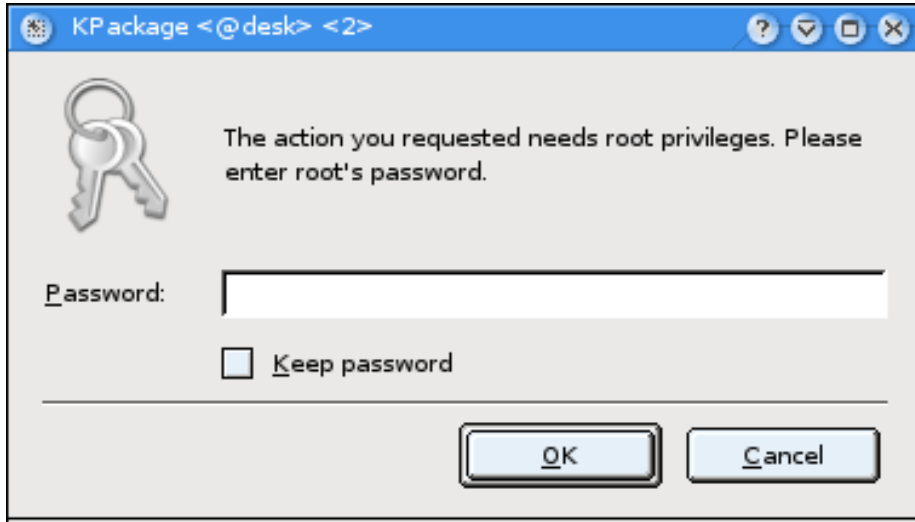 KPackage <@desk> <2>
The action you requested needs root privileges. Please
enter root's password.
Password:
Keep password
OK
Cancel